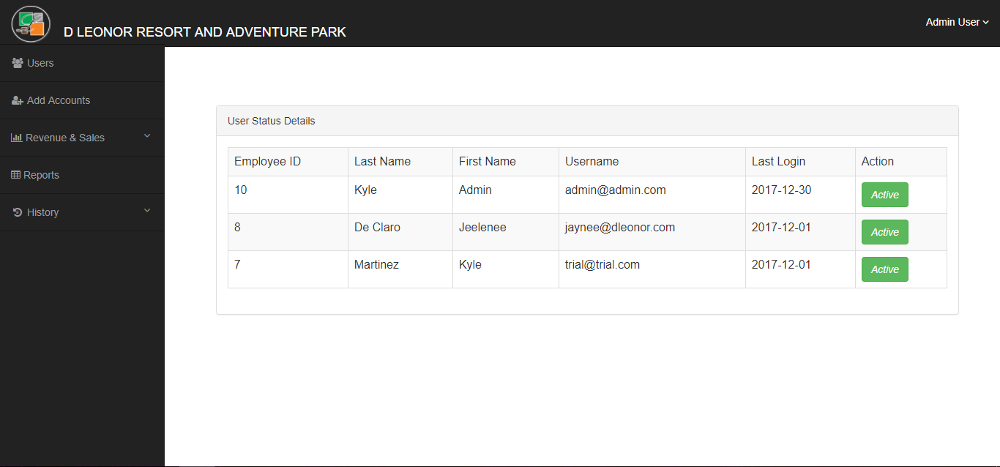 D LEONOR RESORT AND ADVENTURE PARK
Admin User
Users
Add Accounts
Revenue & Sales
Reports
History
User Status Details
Employee ID Last Name First Name Username Last Login Action
10 Kyle Admin admin@admin.com 2017-12-30 Active
8 De Claro Jeelenee jaynee@dleonor.com 2017-12-01 Active
7 Martinez Kyle trial@trial.com 2017-12-01 Active